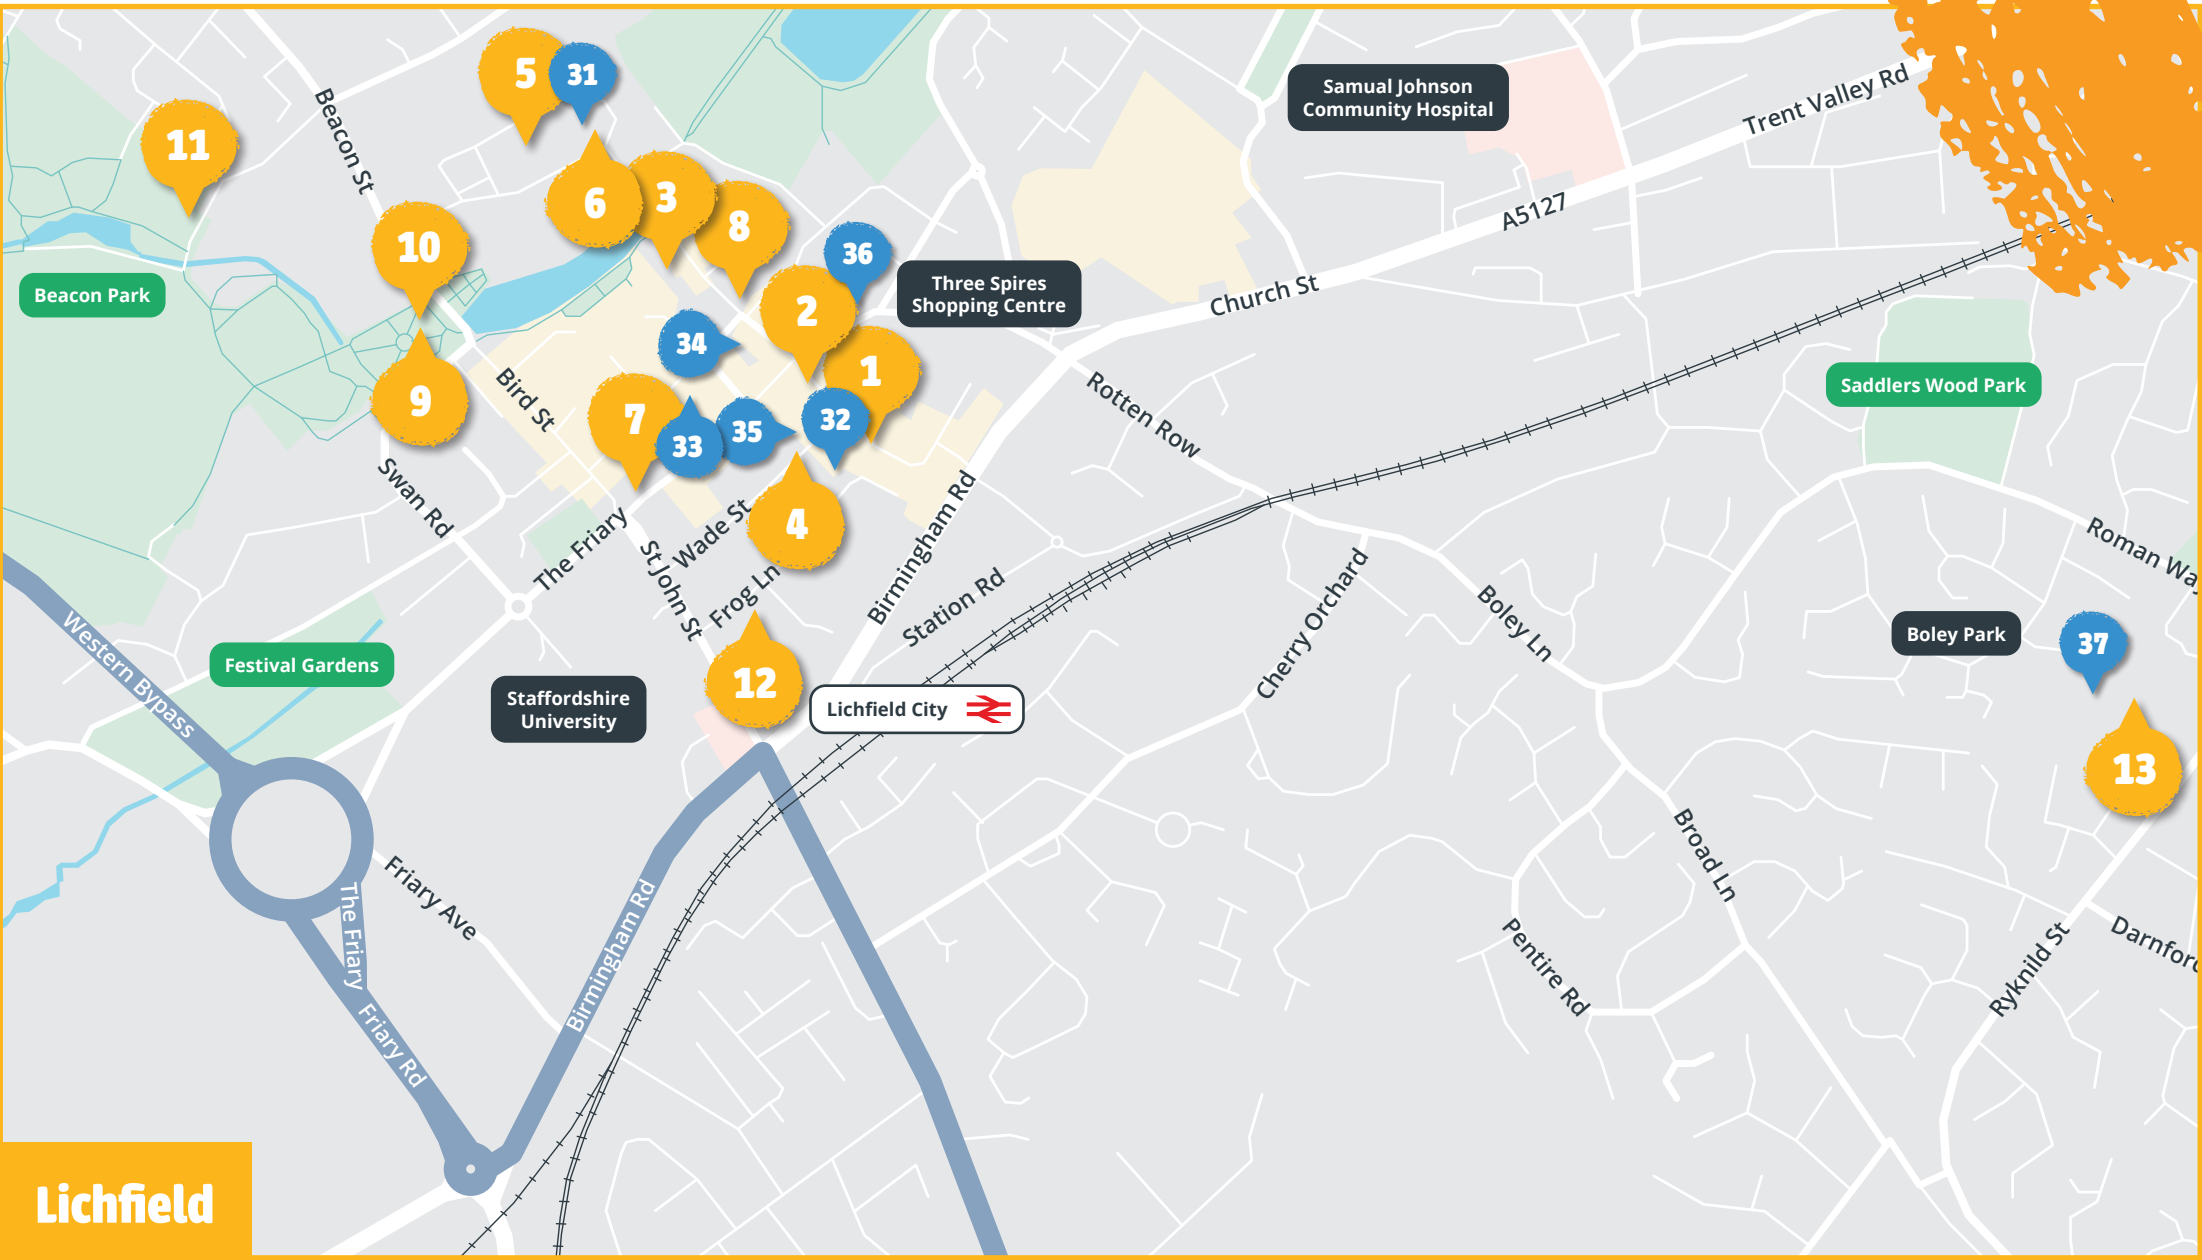 5
31
Samual Johnson
Community Hospital
Trent Valley Rd
Beacon St
11
6
3
8
A5127
10
36
Beacon Park
Three Spires
Shopping Centre
Church St
2
34
1
Saddlers Wood Park
9
Bird St
7
33
35
32
Rotten Row
Swan Rd
The Friary
Wade St
4
Birmingham Rd
St John St
Frog Ln
Station Rd
Cherry Orchard
Boley Ln
Roman Way
Western Bypass
Festival Gardens
Staffordshire
University
12
Lichfield City
Boley Park
37
13
Broad Ln
Friary Ave
The Friary
Birmingham Rd
Pentire Rd
Ryknild St
Darnford
Friary Rd
Lichfield